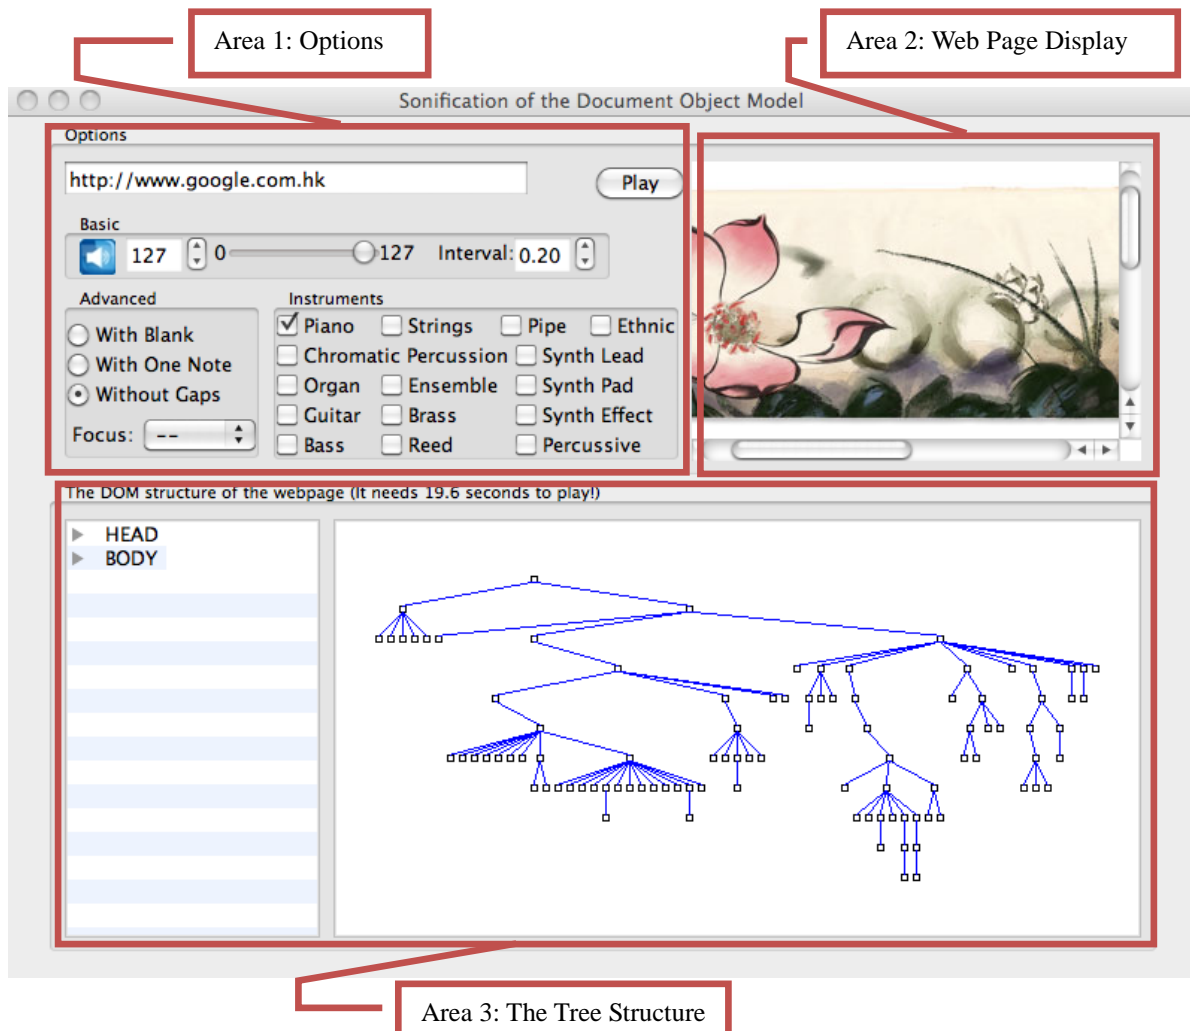 Area 1: Options
Area 2: Web Page Display
Sonification of the Document Object Model
Options
http://www.google.com.hk
Play
Basic
127
0
127
Interval: 0.20
Advanced
With Blank
With One Note
Without Gaps
Focus: --
Instruments
Piano Strings Pipe Ethnic
Chromatic Percussion Synth Lead
Organ Ensemble Synth Pad
Guitar Brass Synth Effect
Bass Reed Percussive
The DOM structure of the webpage (It needs 19.6 seconds to play!)
HEAD
BODY
Area 3: The Tree Structure